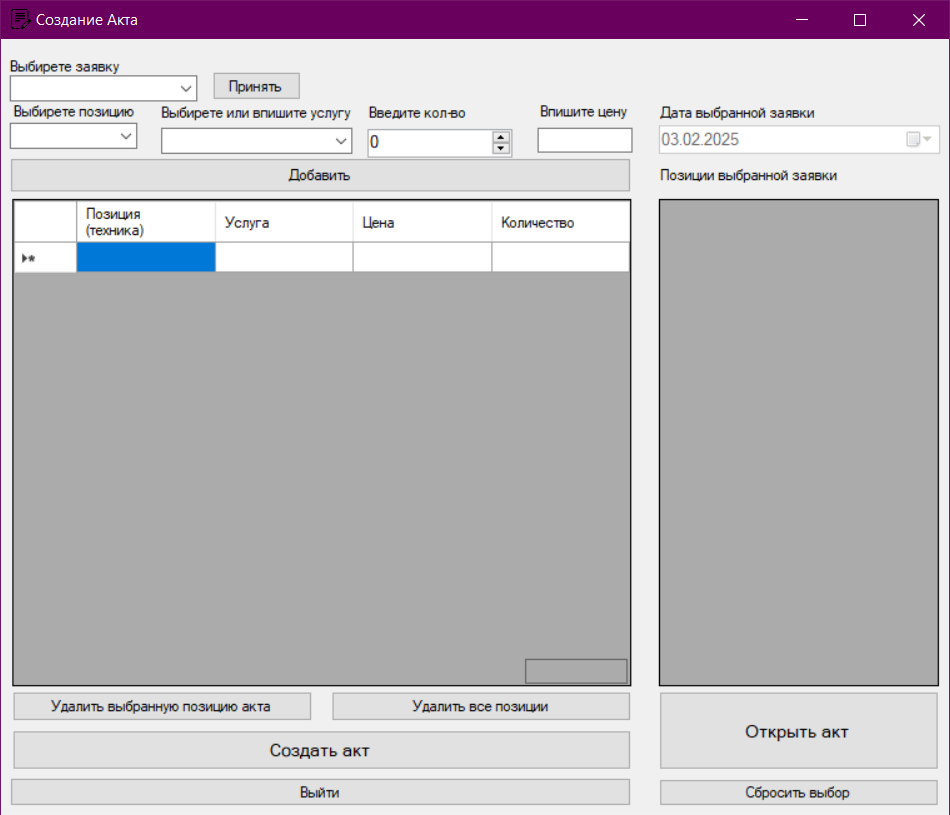 Создание Акта
Выбирете заявку
Принять
Выбирете позицию
Выбирете или впишите услугу
Введите кол-во
Впишите цену
Дата выбранной заявки
0
03.02.2025
Добавить
Позиции выбранной заявки
Позиция
(техника)
Услуга
Цена
Количество
Удалить выбранную позицию акта
Удалить все позиции
Открыть акт
Создать акт
Выйти
Сбросить выбор